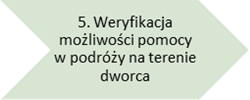 5. Weryfikacja
możliwości pomocy
w podróży na terenie
dworca